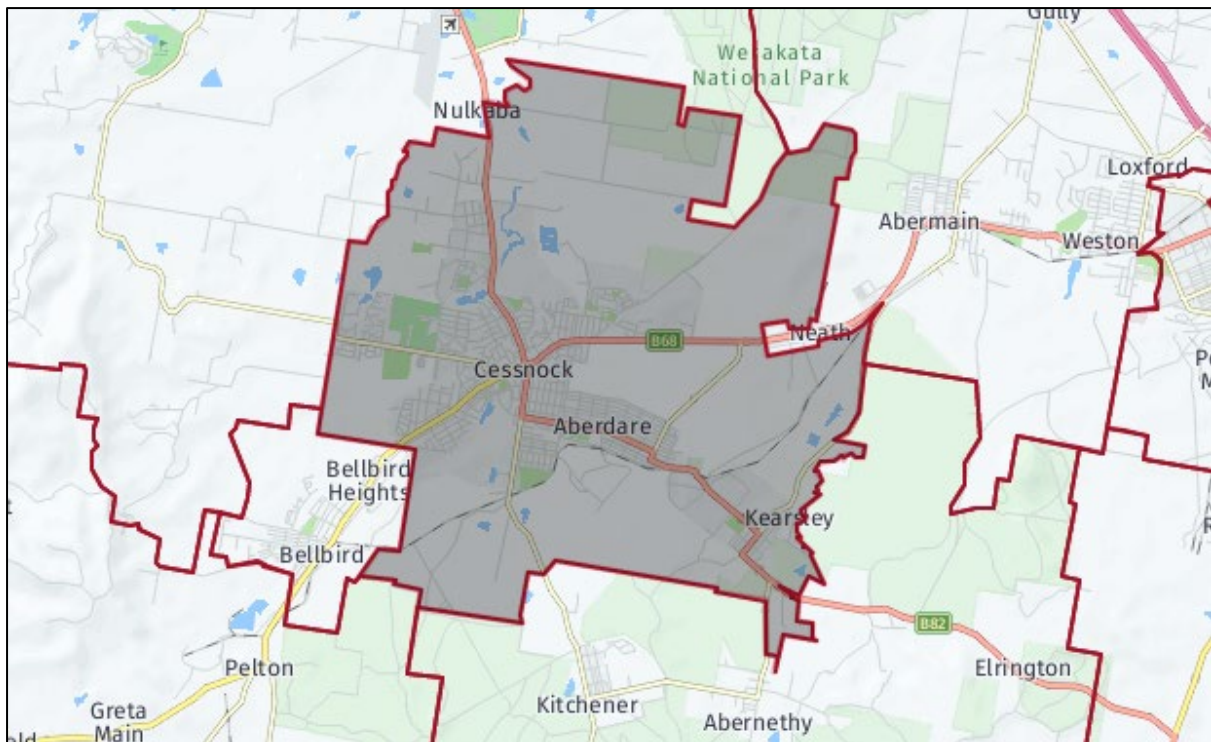 Gully
Werakata
National Park
Nulkaba
Loxford
Abermain
Weston
Neath
B68
Cessnock
Aberdare
Bellbird
Heights
Kearsley
Bellbird
B82
Pelton
Elrington
Kitchener
Greta
Main
Abernethy